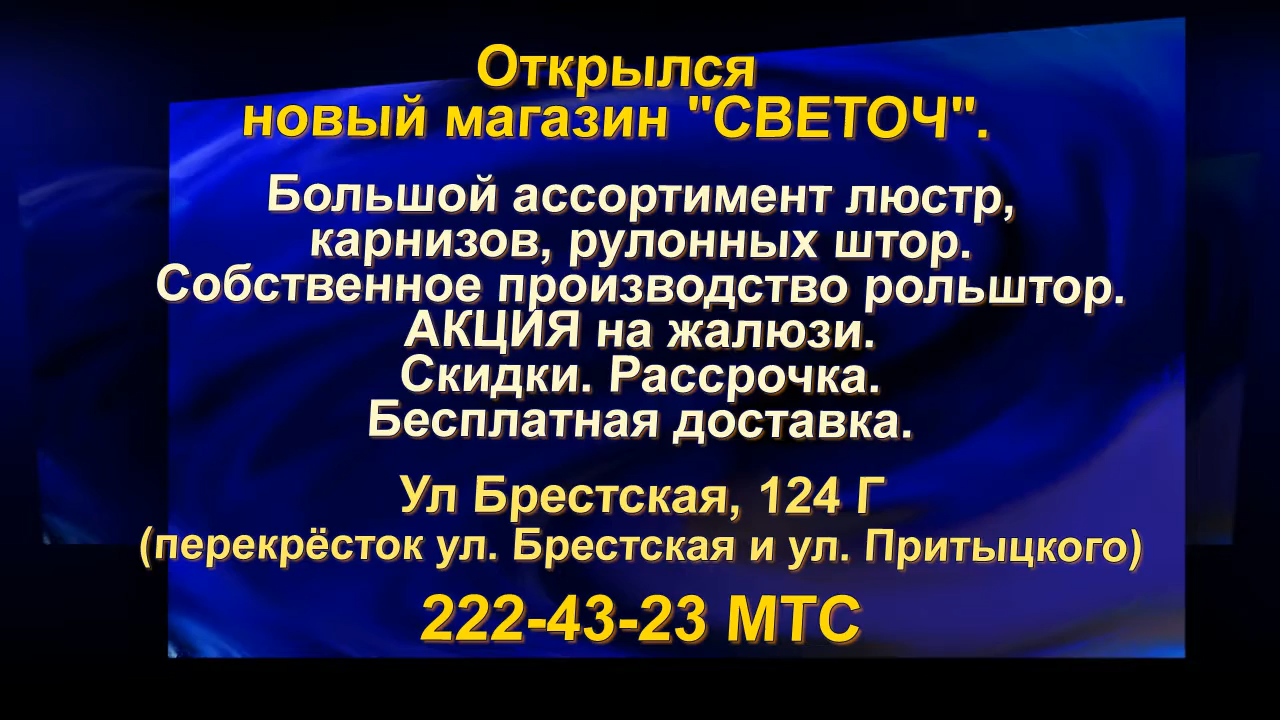 Открылся
новый магазин "СВЕТОЧ".
Большой ассортимент люстр,
карнизов, рулонных штор.
Собственное производство рольштор.
АКЦИЯ на жалюзи.
Скидки. Рассрочка.
Бесплатная доставка.
Ул Брестская, 124 Г
(перекрёсток ул. Брестская и ул. Притыцкого)
222-43-23 МТС